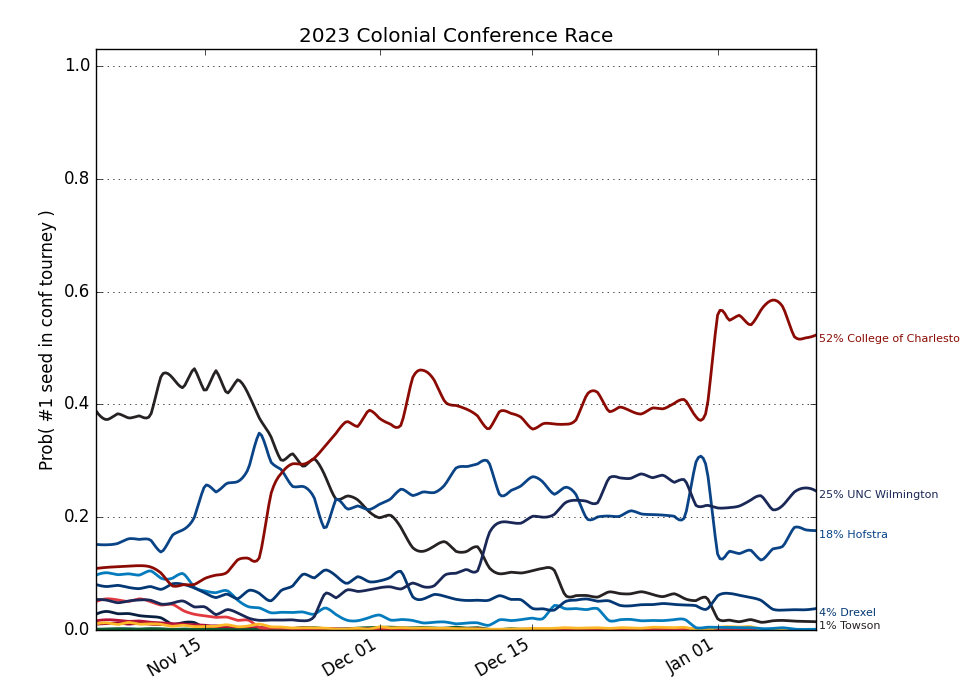 2023 Colonial Conference Race
Prob( #1 seed in conf tourney )
1.0
0.8
0.6
0.4
0.2
0.0
Nov 15
Dec 01
Dec 15
Jan 01
52% College of Charlesto
25% UNC Wilmington
18% Hofstra
4% Drexel
1% Towson